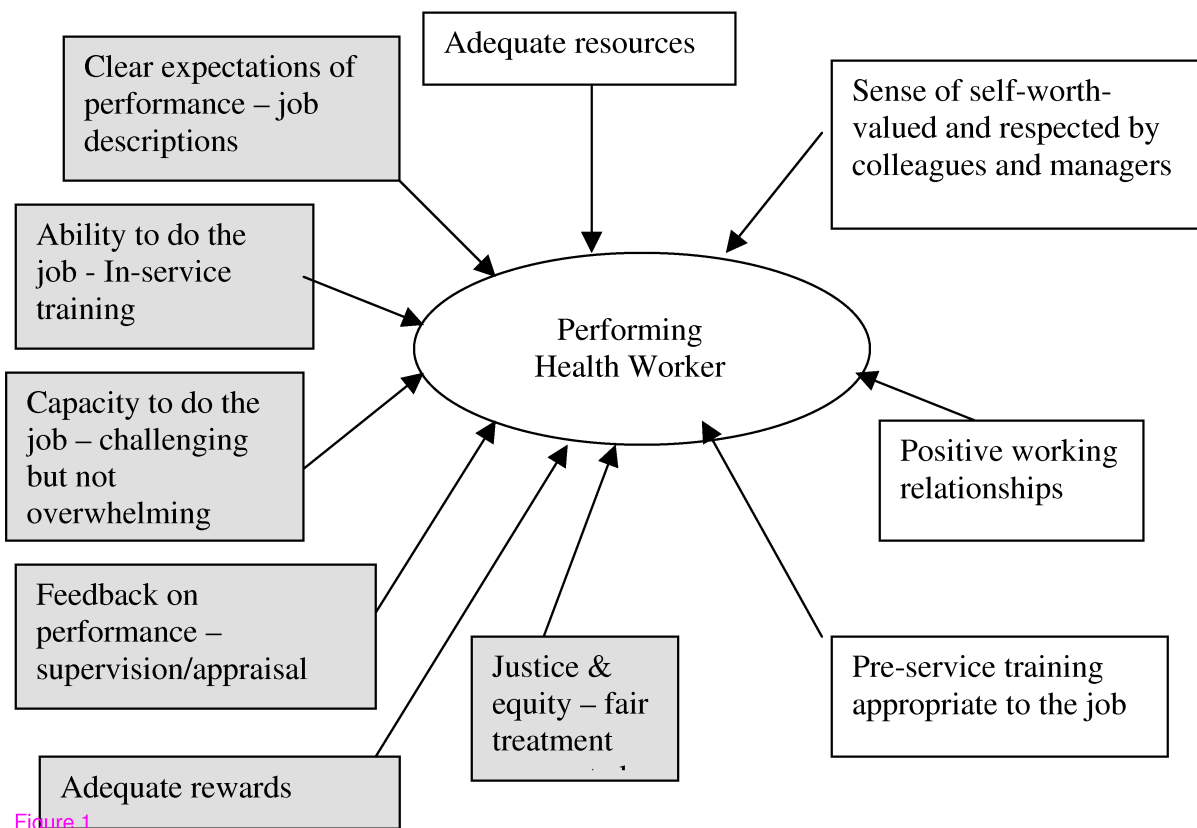 Adequate resources
Clear expectations of
performance – job
descriptions
Sense of self-worth-
valued and respected by
colleagues and managers
Ability to do the
job - In-service
training
Performing
Health Worker
Capacity to do the
job – challenging
but not
overwhelming
Positive working
relationships
Feedback on
performance –
supervision/appraisal
Justice &
equity – fair
treatment
Pre-service training
appropriate to the job
Adequate rewards
Figure 1